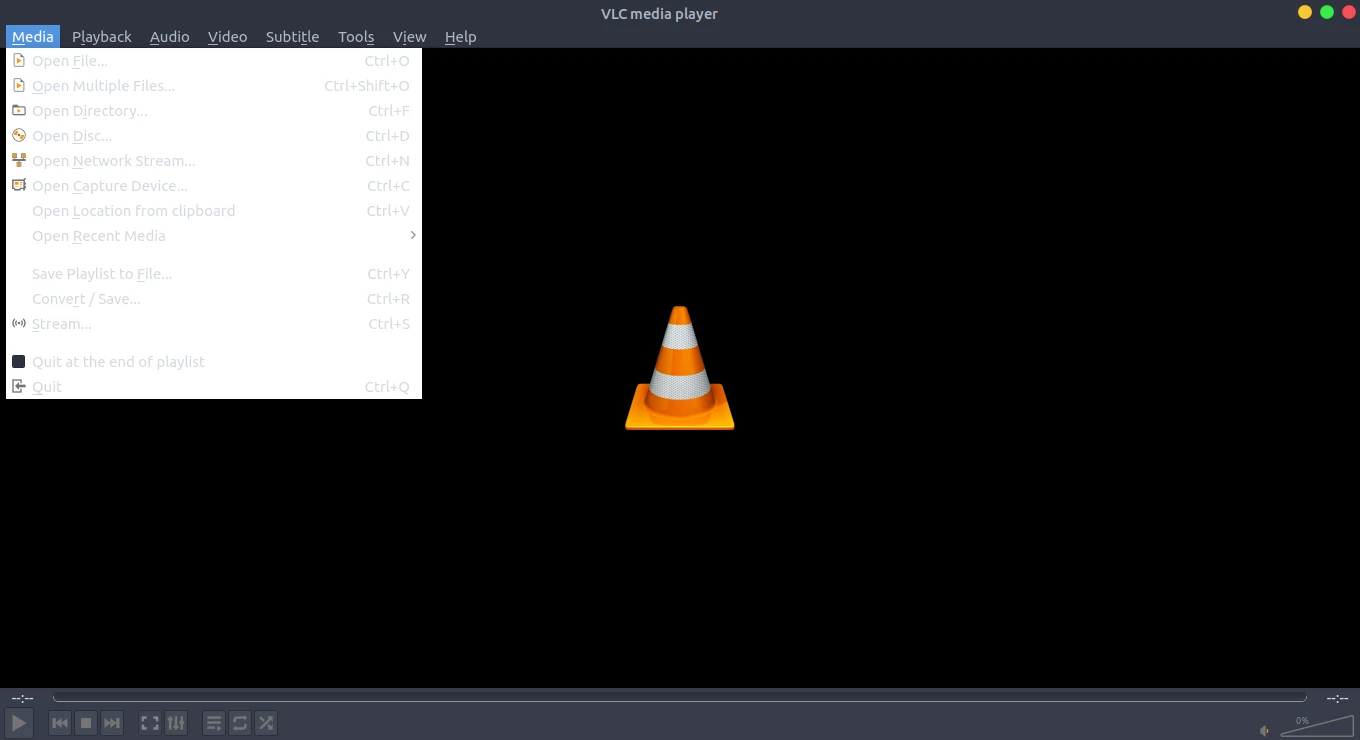 VLC media player
Media Playback Audio Video Subtitle Tools View Help
Open File... Ctrl+O
Open Multiple Files... Ctrl+Shift+O
Open Directory... Ctrl+F
Open Disc... Ctrl+D
Open Network Stream... Ctrl+N
Open Capture Device... Ctrl+C
Open Location from clipboard Ctrl+V
Open Recent Media
Save Playlist to File... Ctrl+Y
Convert / Save... Ctrl+R
Stream... Ctrl+S
Quit at the end of playlist
Quit Ctrl+Q
--:-- --:--
0%